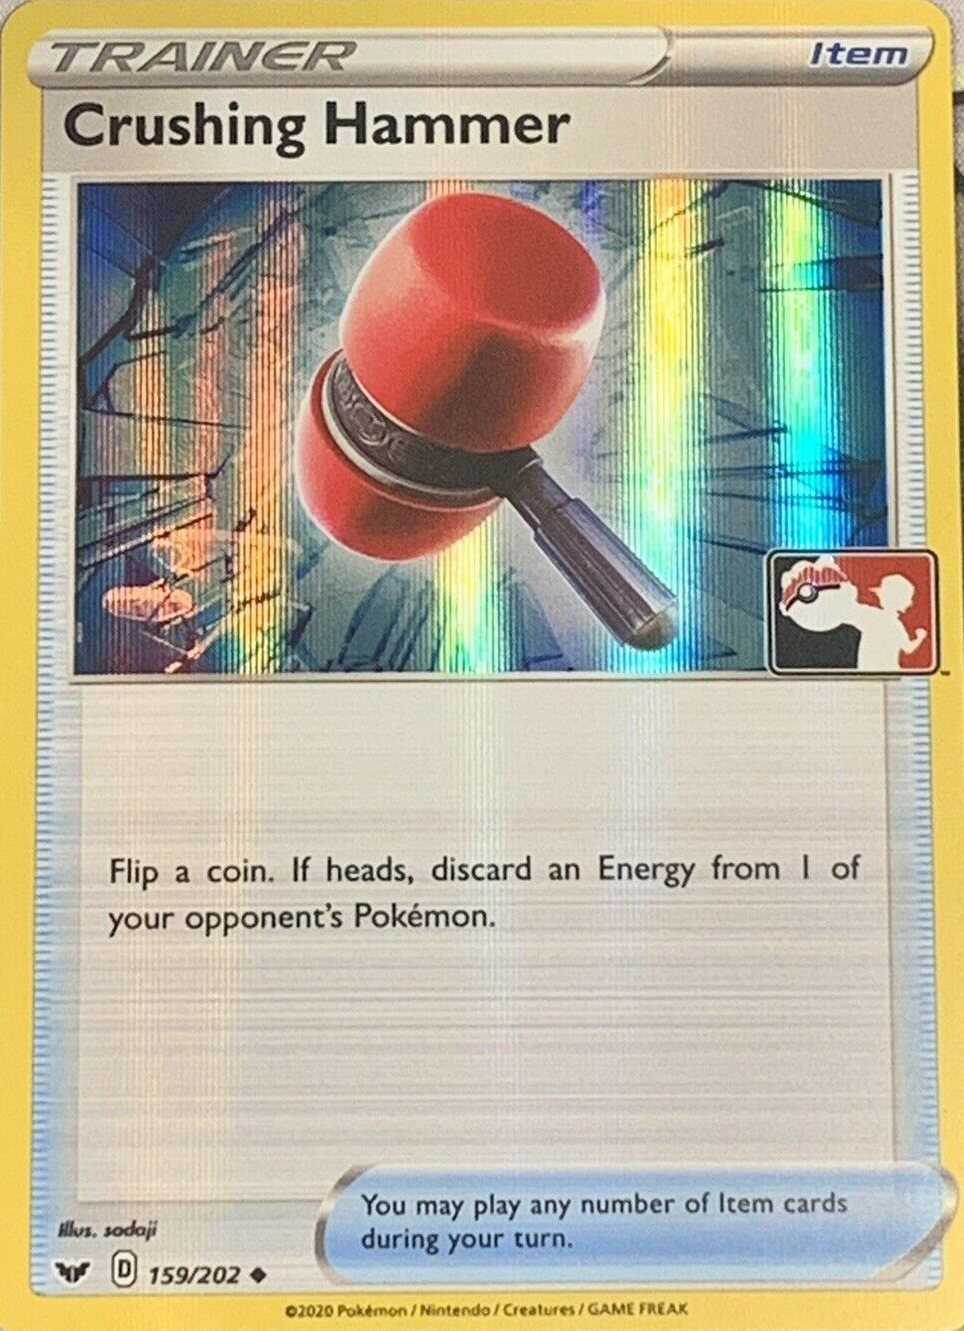 TRAINER
Item
Crushing Hammer
Flip a coin. If heads, discard an Energy from 1 of
your opponent's Pokémon.
You may play any number of Item cards
during your turn.
Illus. sadaji
D 159/202
©2020 Pokémon / Nintendo / Creatures / GAME FREAK